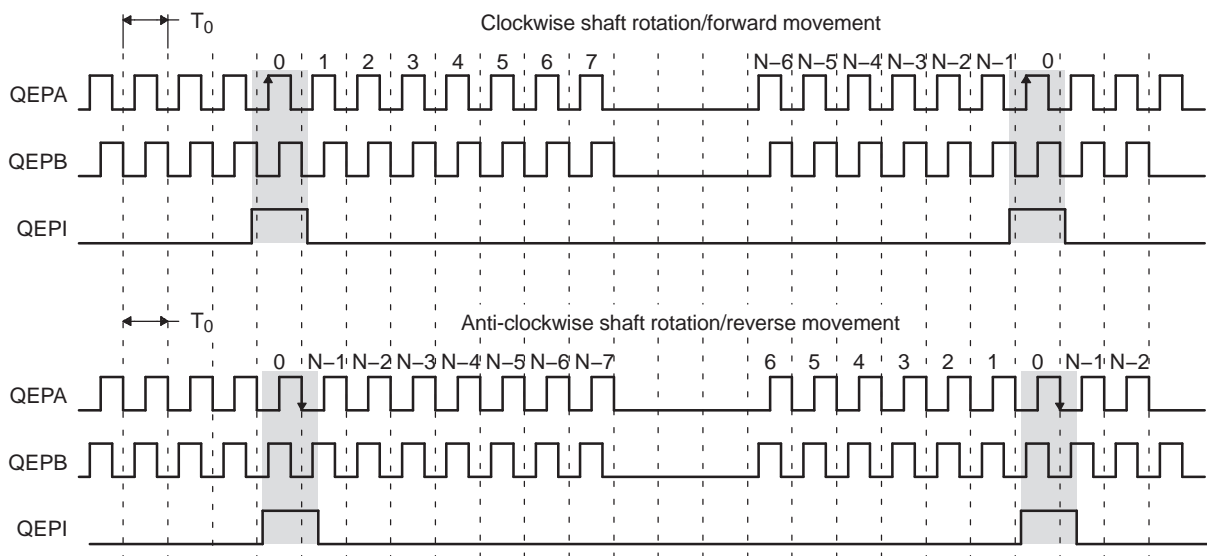 T0
Clockwise shaft rotation/forward movement
0 1 2 3 4 5 6 7 N–6 N–5 N–4 N–3 N–2 N–1 0
QEPA
QEPB
QEPI
T0
Anti-clockwise shaft rotation/reverse movement
0 N–1 N–2 N–3 N–4 N–5 N–6 N–7 6 5 4 3 2 1 0 N–1 N–2
QEPA
QEPB
QEPI